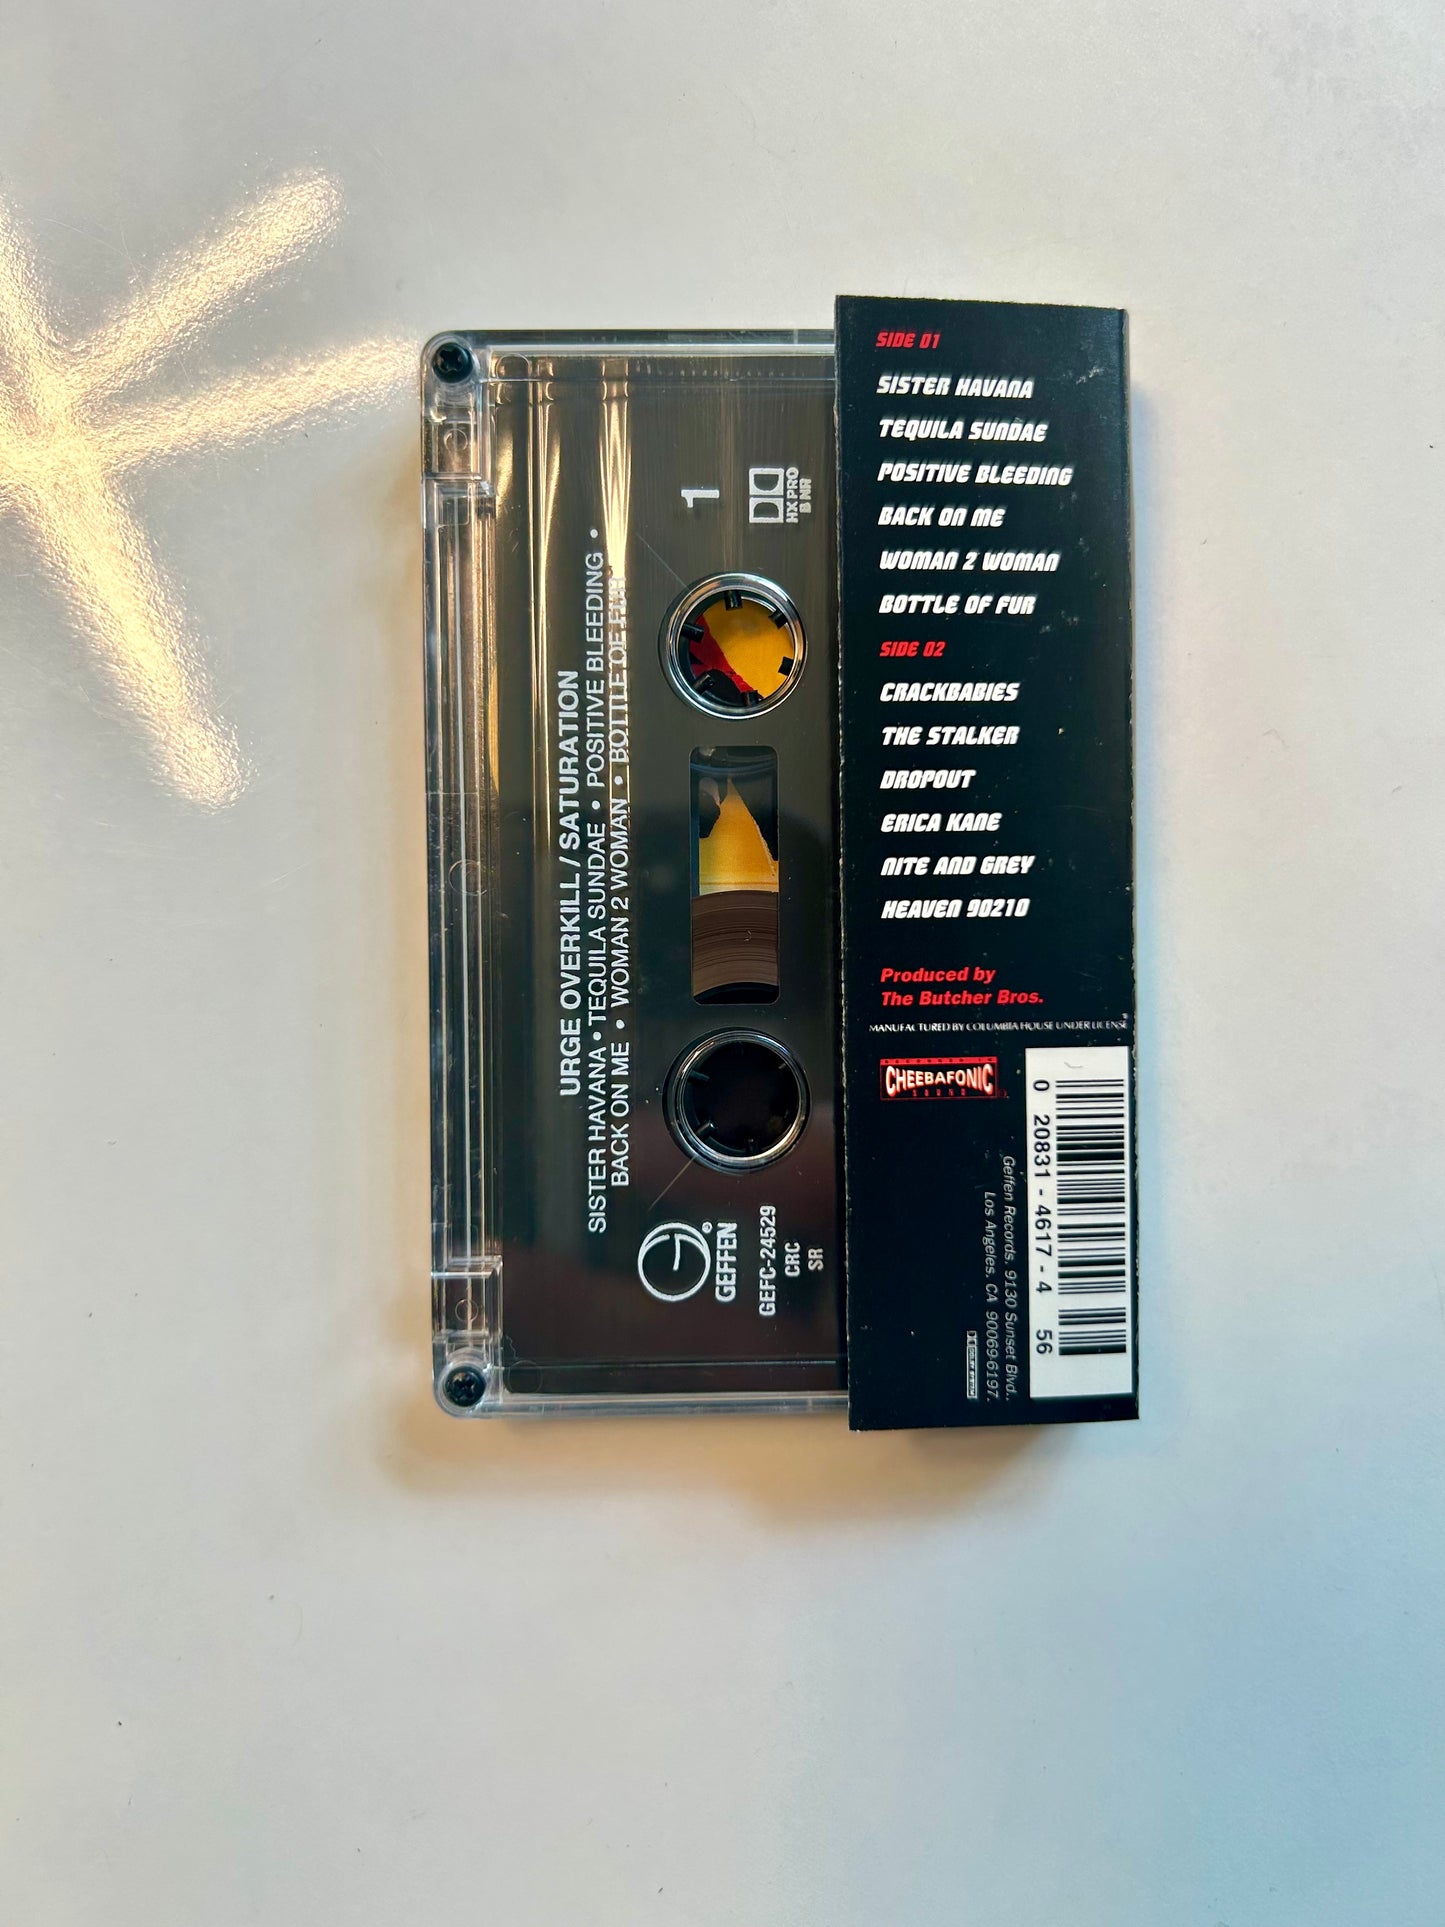 URGE OVERKILL / SATURATION
SISTER HAVANA • TEQUILA SUNDAE • POSITIVE BLEEDING •
BACK ON ME • WOMAN 2 WOMAN • BOTTLE OF FUR
1
HX PRO
B NR
GEFFEN®
GEFC-24529
CRC
SR
SIDE 01
SISTER HAVANA
TEQUILA SUNDAE
POSITIVE BLEEDING
BACK ON ME
WOMAN 2 WOMAN
BOTTLE OF FUR
SIDE 02
CRACKBABIES
THE STALKER
DROPOUT
ERICA KANE
NITE AND GREY
HEAVEN 90210
Produced by
The Butcher Bros.
MANUFACTURED BY COLUMBIA HOUSE UNDER LICENSE
RECORDED IN
CHEEBAFONIC
SOUND
0 20831 - 4617 - 4 56
Geffen Records, 9130 Sunset Blvd.,
Los Angeles, CA 90069-6197.